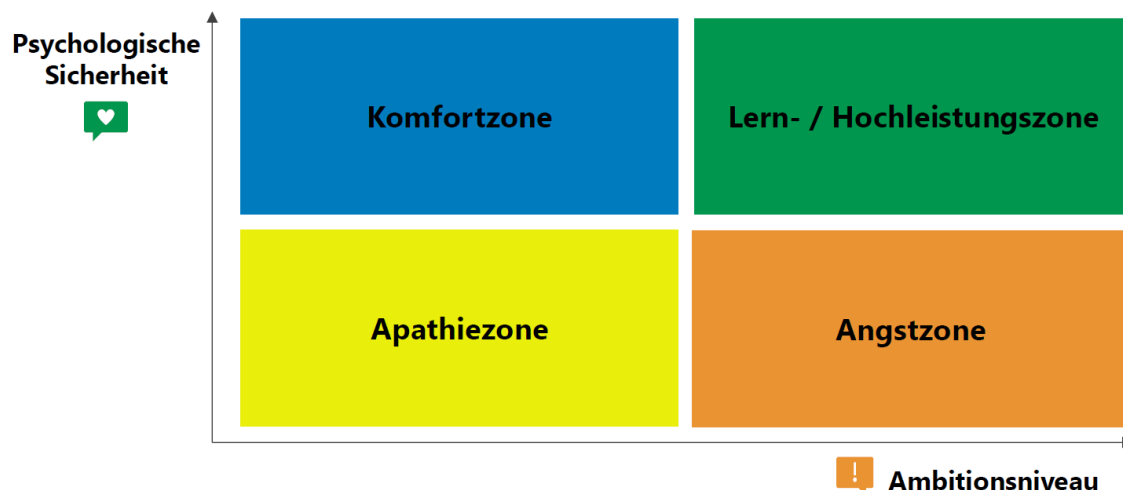 Psychologische
Sicherheit
Komfortzone
Lern- / Hochleistungszone
Apathiezone
Angstzone
!
Ambitionsniveau